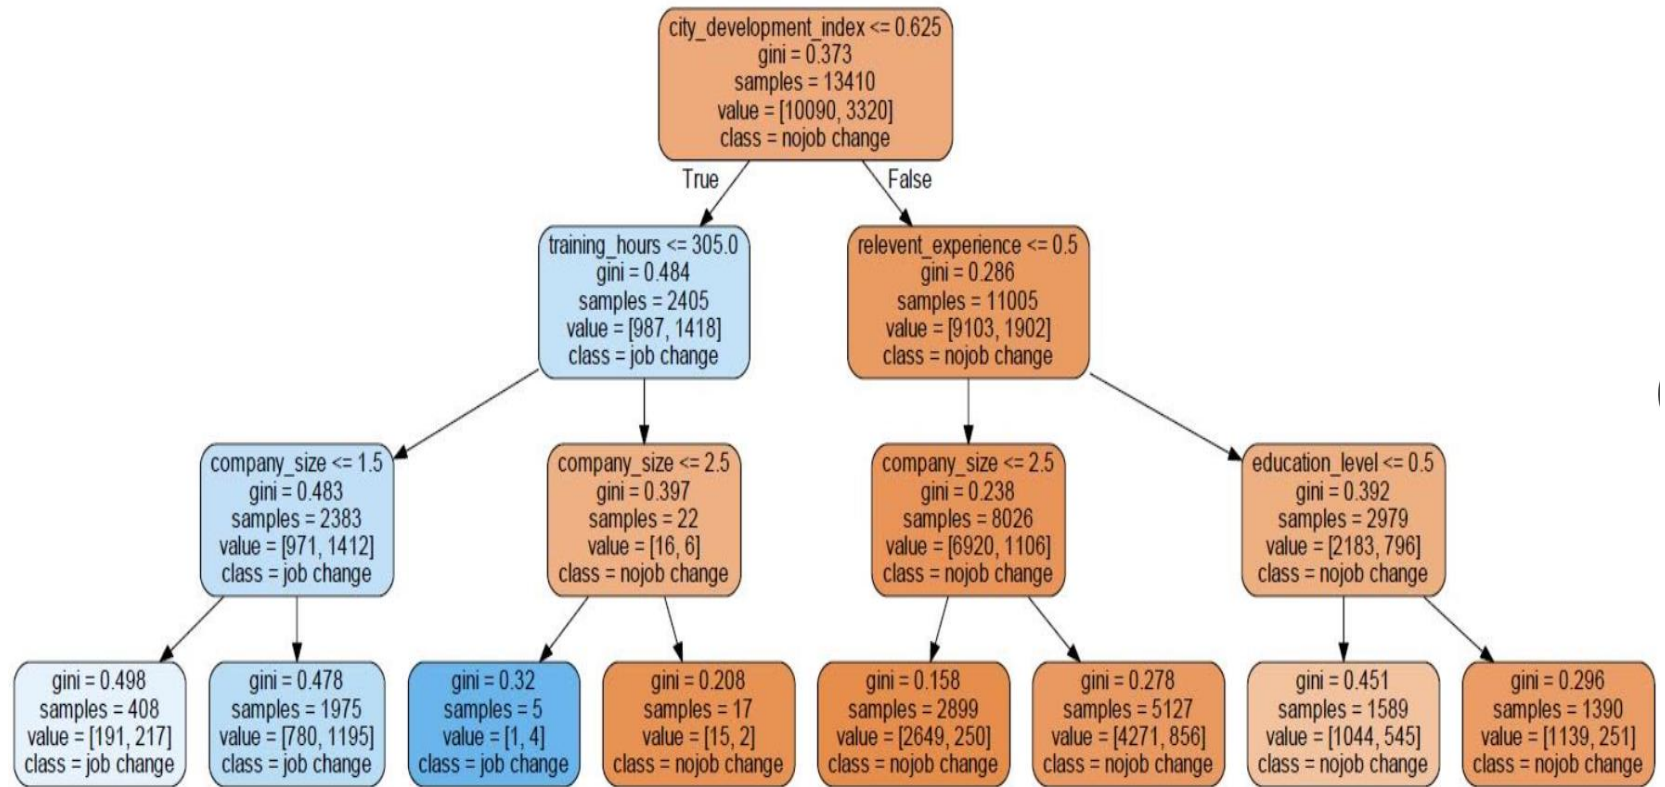 city_development_index <= 0.625
gini = 0.373
samples = 13410
value = [10090, 3320]
class = nojob change
True
False
training_hours <= 305.0
gini = 0.484
samples = 2405
value = [987, 1418]
class = job change
relevent_experience <= 0.5
gini = 0.286
samples = 11005
value = [9103, 1902]
class = nojob change
company_size <= 1.5
gini = 0.483
samples = 2383
value = [971, 1412]
class = job change
company_size <= 2.5
gini = 0.397
samples = 22
value = [16, 6]
class = nojob change
company_size <= 2.5
gini = 0.238
samples = 8026
value = [6920, 1106]
class = nojob change
education_level <= 0.5
gini = 0.392
samples = 2979
value = [2183, 796]
class = nojob change
gini = 0.498
samples = 408
value = [191, 217]
class = job change
gini = 0.478
samples = 1975
value = [780, 1195]
class = job change
gini = 0.32
samples = 5
value = [1, 4]
class = job change
gini = 0.208
samples = 17
value = [15, 2]
class = nojob change
gini = 0.158
samples = 2899
value = [2649, 250]
class = nojob change
gini = 0.278
samples = 5127
value = [4271, 856]
class = nojob change
gini = 0.451
samples = 1589
value = [1044, 545]
class = nojob change
gini = 0.296
samples = 1390
value = [1139, 251]
class = nojob change